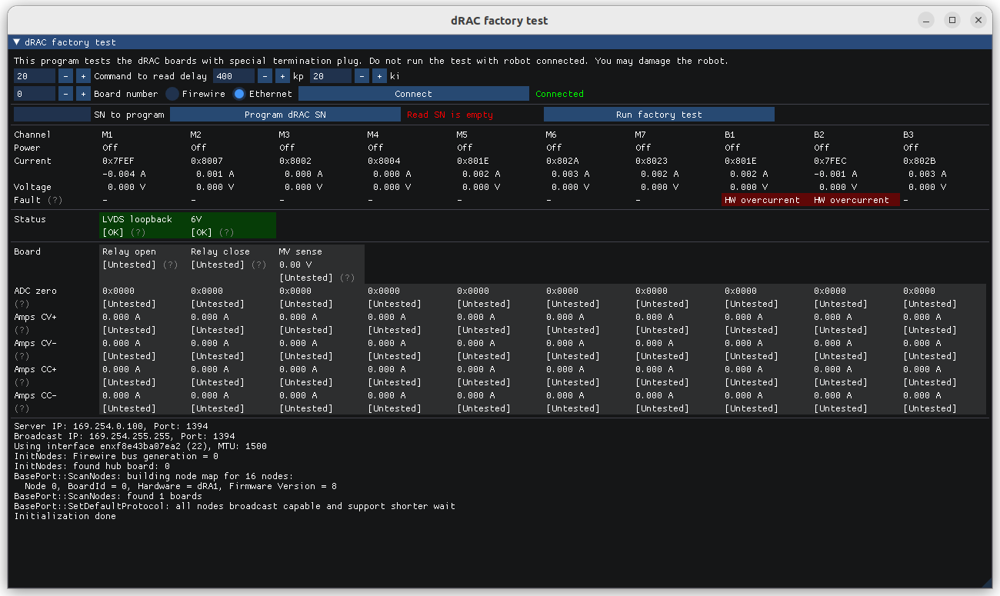 dRAC factory test
dRAC factory test
This program tests the dRAC boards with special termination plug. Do not run the test with robot connected. You may damage the robot.
20 - + Command to read delay 400 - + kp 20 - + ki
0 - + Board number Firewire Ethernet Connect Connected
SN to program Program dRAC SN Read SN is empty Run factory test
Channel M1 M2 M3 M4 M5 M6 M7 B1 B2 B3
Power Off Off Off Off Off Off Off Off Off Off
Current 0x7FEF 0x8007 0x8002 0x8004 0x801E 0x802A 0x8023 0x801E 0x7FEC 0x802B
-0.004 A 0.001 A 0.000 A 0.000 A 0.002 A 0.003 A 0.002 A 0.002 A -0.001 A 0.003 A
Voltage 0.000 V 0.000 V 0.000 V 0.000 V 0.000 V 0.000 V 0.000 V 0.000 V 0.000 V 0.000 V
Fault (?) - - - - - - - HW overcurrent HW overcurrent -
Status LVDS loopback 6V
[OK] (?) [OK] (?)
Board Relay open Relay close MV sense
[Untested] (?) [Untested] (?) 0.00 V
[Untested] (?)
ADC zero 0x0000 0x0000 0x0000 0x0000 0x0000 0x0000 0x0000 0x0000 0x0000 0x0000
(?) [Untested] [Untested] [Untested] [Untested] [Untested] [Untested] [Untested] [Untested] [Untested] [Untested]
Amps CV+ 0.000 A 0.000 A 0.000 A 0.000 A 0.000 A 0.000 A 0.000 A 0.000 A 0.000 A 0.000 A
(?) [Untested] [Untested] [Untested] [Untested] [Untested] [Untested] [Untested] [Untested] [Untested] [Untested]
Amps CV- 0.000 A 0.000 A 0.000 A 0.000 A 0.000 A 0.000 A 0.000 A 0.000 A 0.000 A 0.000 A
(?) [Untested] [Untested] [Untested] [Untested] [Untested] [Untested] [Untested] [Untested] [Untested] [Untested]
Amps CC+ 0.000 A 0.000 A 0.000 A 0.000 A 0.000 A 0.000 A 0.000 A 0.000 A 0.000 A 0.000 A
(?) [Untested] [Untested] [Untested] [Untested] [Untested] [Untested] [Untested] [Untested] [Untested] [Untested]
Amps CC- 0.000 A 0.000 A 0.000 A 0.000 A 0.000 A 0.000 A 0.000 A 0.000 A 0.000 A 0.000 A
(?) [Untested] [Untested] [Untested] [Untested] [Untested] [Untested] [Untested] [Untested] [Untested] [Untested]
Server IP: 169.254.0.100, Port: 1394
Broadcast IP: 169.254.255.255, Port: 1394
Using interface enxf8e43ba07ea2 (22), MTU: 1500
InitNodes: Firewire bus generation = 0
InitNodes: found hub board: 0
BasePort::ScanNodes: building node map for 16 nodes:
Node 0, BoardId = 0, Hardware = dRA1, Firmware Version = 8
BasePort::ScanNodes: found 1 boards
BasePort::SetDefaultProtocol: all nodes broadcast capable and support shorter wait
Initialization done